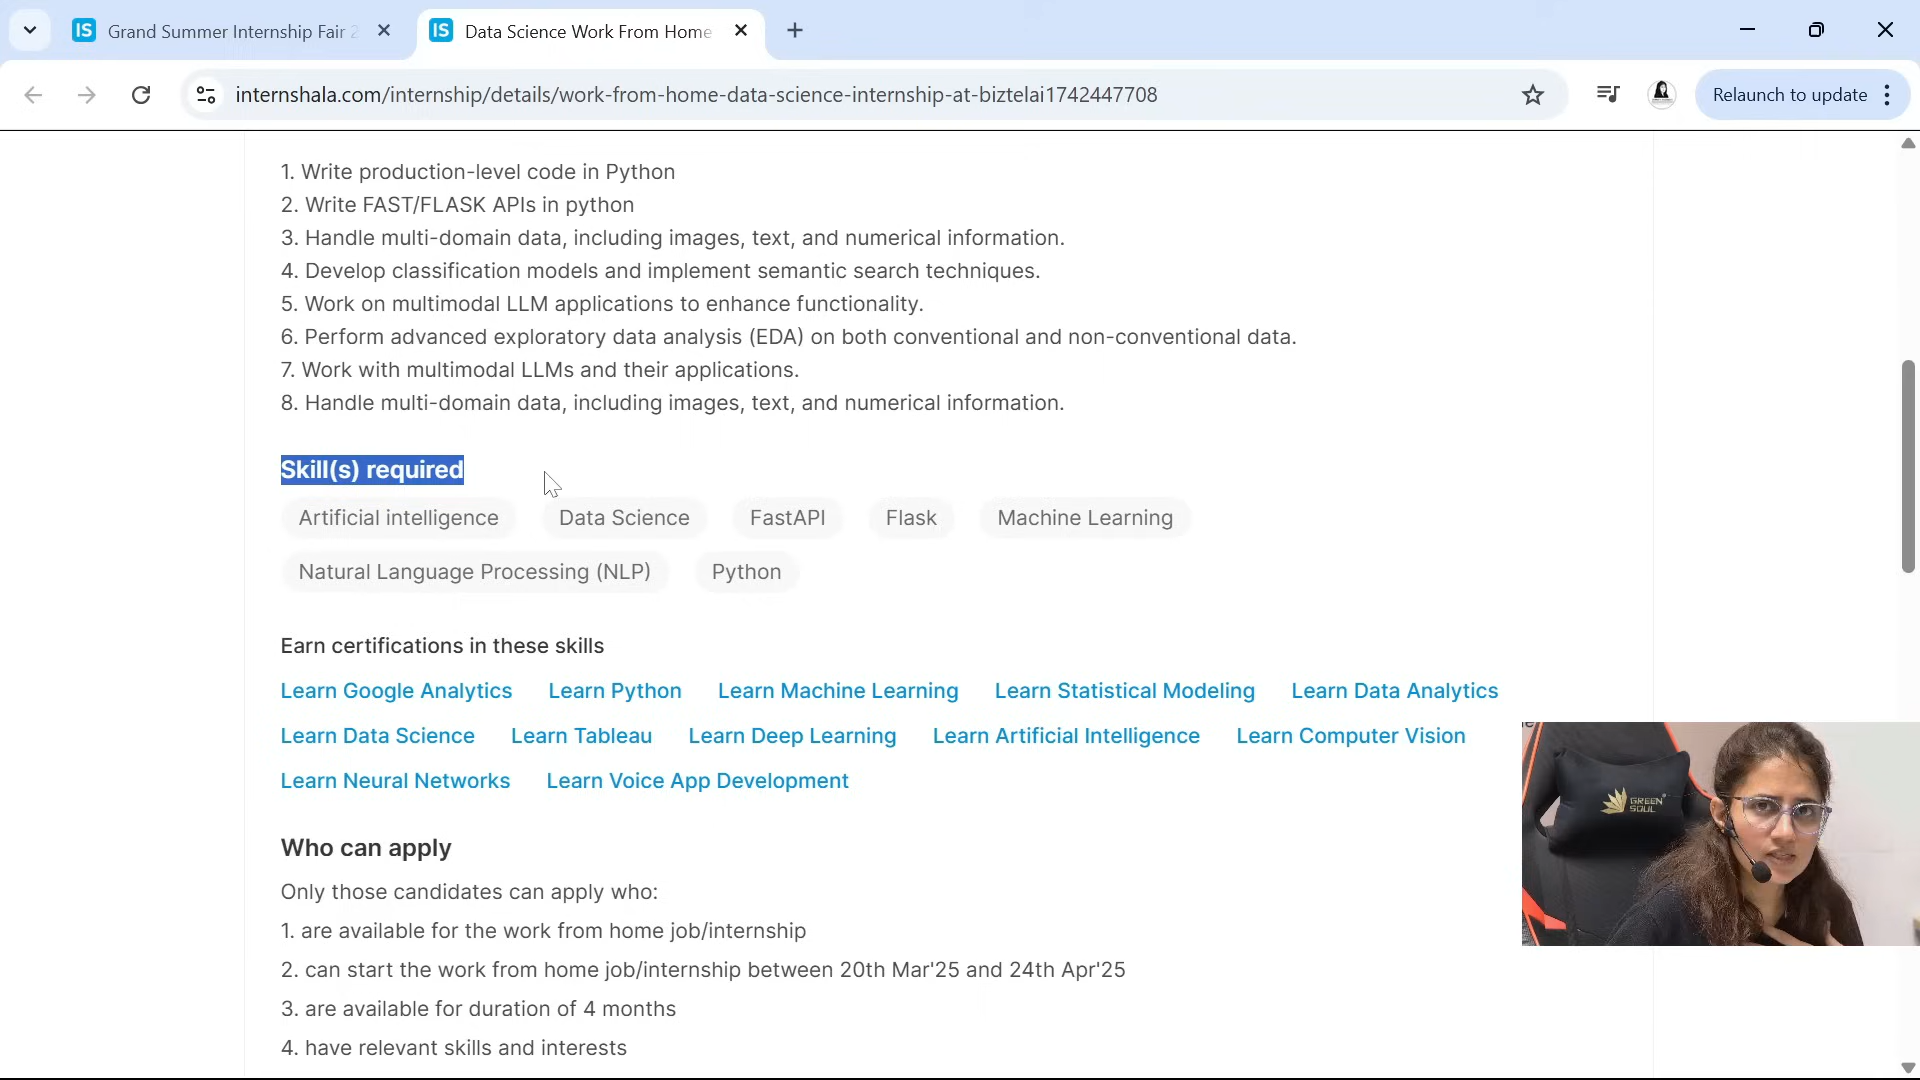 IS Grand Summer Internship Fair 2
IS Data Science Work From Home
internshala.com/internship/details/work-from-home-data-science-internship-at-biztelai1742447708
Relaunch to update
1. Write production-level code in Python
2. Write FAST/FLASK APIs in python
3. Handle multi-domain data, including images, text, and numerical information.
4. Develop classification models and implement semantic search techniques.
5. Work on multimodal LLM applications to enhance functionality.
6. Perform advanced exploratory data analysis (EDA) on both conventional and non-conventional data.
7. Work with multimodal LLMs and their applications.
8. Handle multi-domain data, including images, text, and numerical information.
Skill(s) required
Artificial intelligence Data Science FastAPI Flask Machine Learning
Natural Language Processing (NLP) Python
Earn certifications in these skills
Learn Google Analytics Learn Python Learn Machine Learning Learn Statistical Modeling Learn Data Analytics
Learn Data Science Learn Tableau Learn Deep Learning Learn Artificial Intelligence Learn Computer Vision
Learn Neural Networks Learn Voice App Development
GREEN
SOUL
Who can apply
Only those candidates can apply who:
1. are available for the work from home job/internship
2. can start the work from home job/internship between 20th Mar'25 and 24th Apr'25
3. are available for duration of 4 months
4. have relevant skills and interests